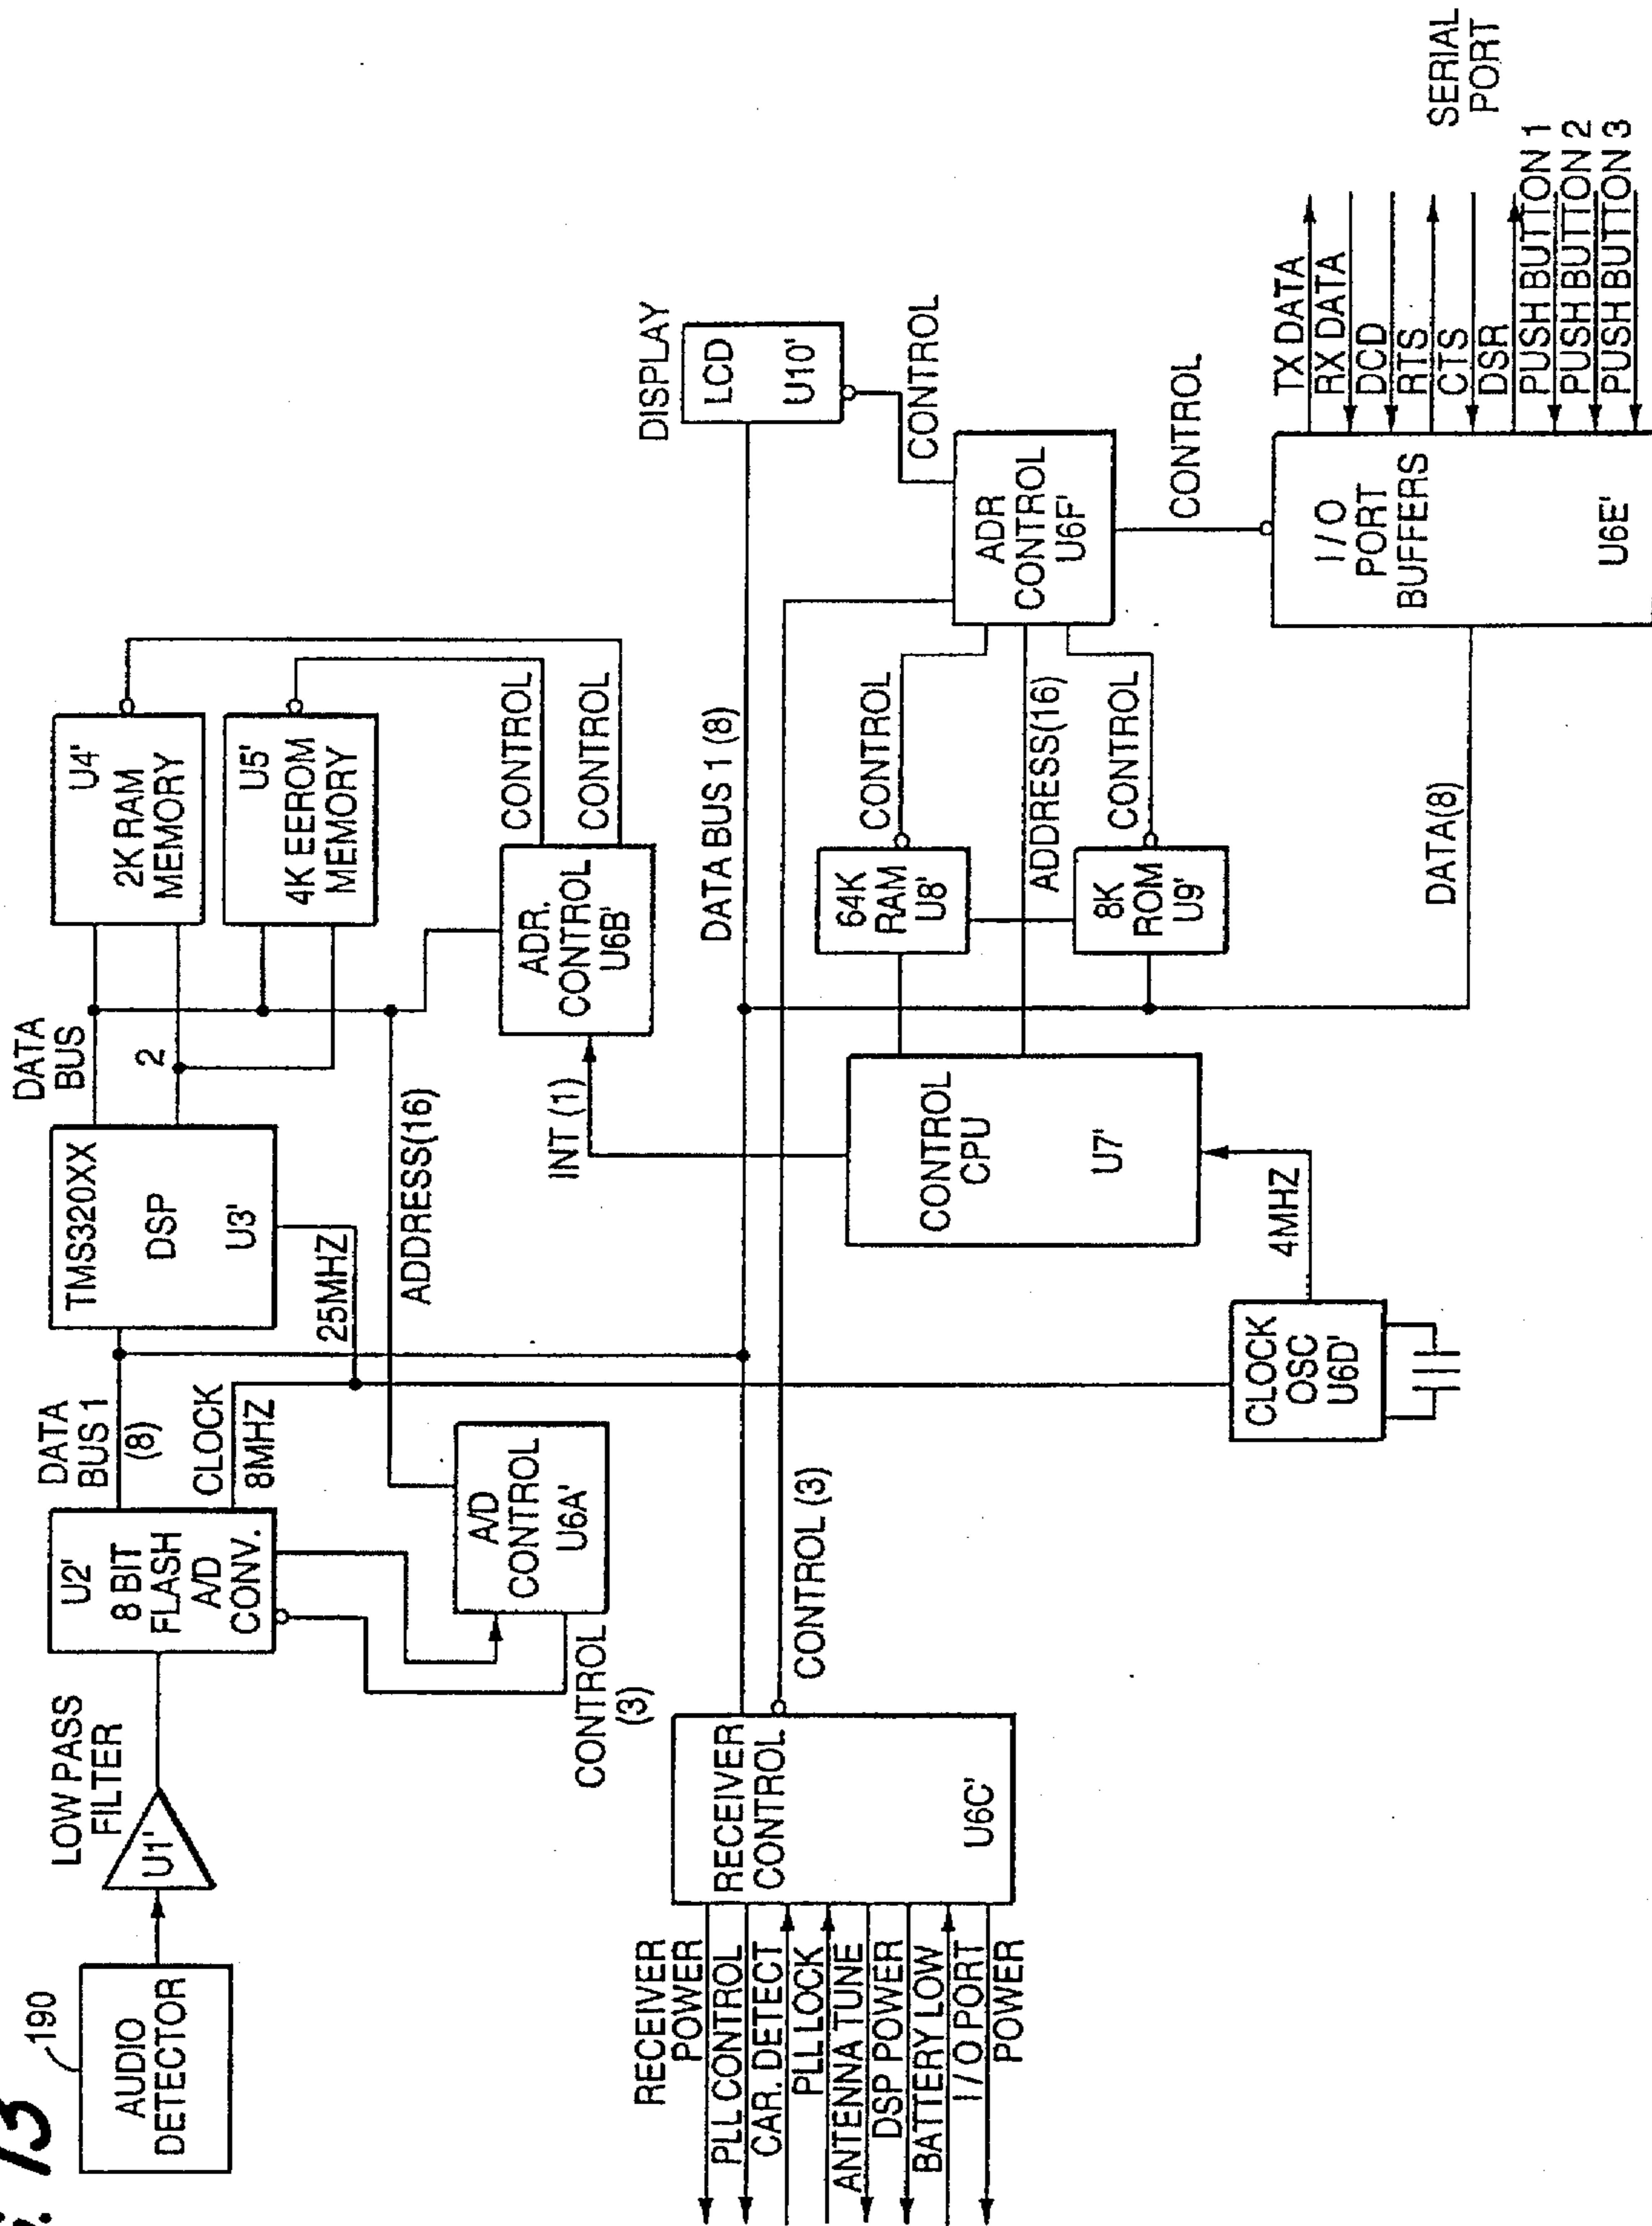 13
190
AUDIO
DETECTOR
LOW PASS
FILTER
U1'
U2'
8 BIT
FLASH
A/D
CONV.
DATA
BUS 1
(8)
CLOCK
8MHZ
A/D
CONTROL
U6A'
CONTROL
(3)
TMS320XX
DSP
U3'
25MHZ
ADDRESS(16)
DATA
BUS
2
U4'
2K RAM
MEMORY
U5'
4K EEROM
MEMORY
CONTROL
CONTROL
ADR.
CONTROL
U6B'
INT (1)
RECEIVER
POWER
PLL CONTROL
CAR. DETECT
PLL LOCK
ANTENNA TUNE
DSP POWER
BATTERY LOW
I/O PORT
POWER
RECEIVER
CONTROL
U6C'
CONTROL (3)
DATA BUS 1 (8)
DISPLAY
LCD
U10'
CONTROL
CONTROL
CPU
U7'
64K
RAM
U8'
CONTROL
ADDRESS(16)
8K
ROM
U9'
CONTROL
ADR
CONTROL
U6F'
CONTROL
4MHZ
CLOCK
OSC
U6D'
DATA(8)
I/O
PORT
BUFFERS
U6E'
TX DATA
RX DATA
DCD
RTS
CTS
DSR
PUSH BUTTON 1
PUSH BUTTON 2
PUSH BUTTON 3
SERIAL
PORT